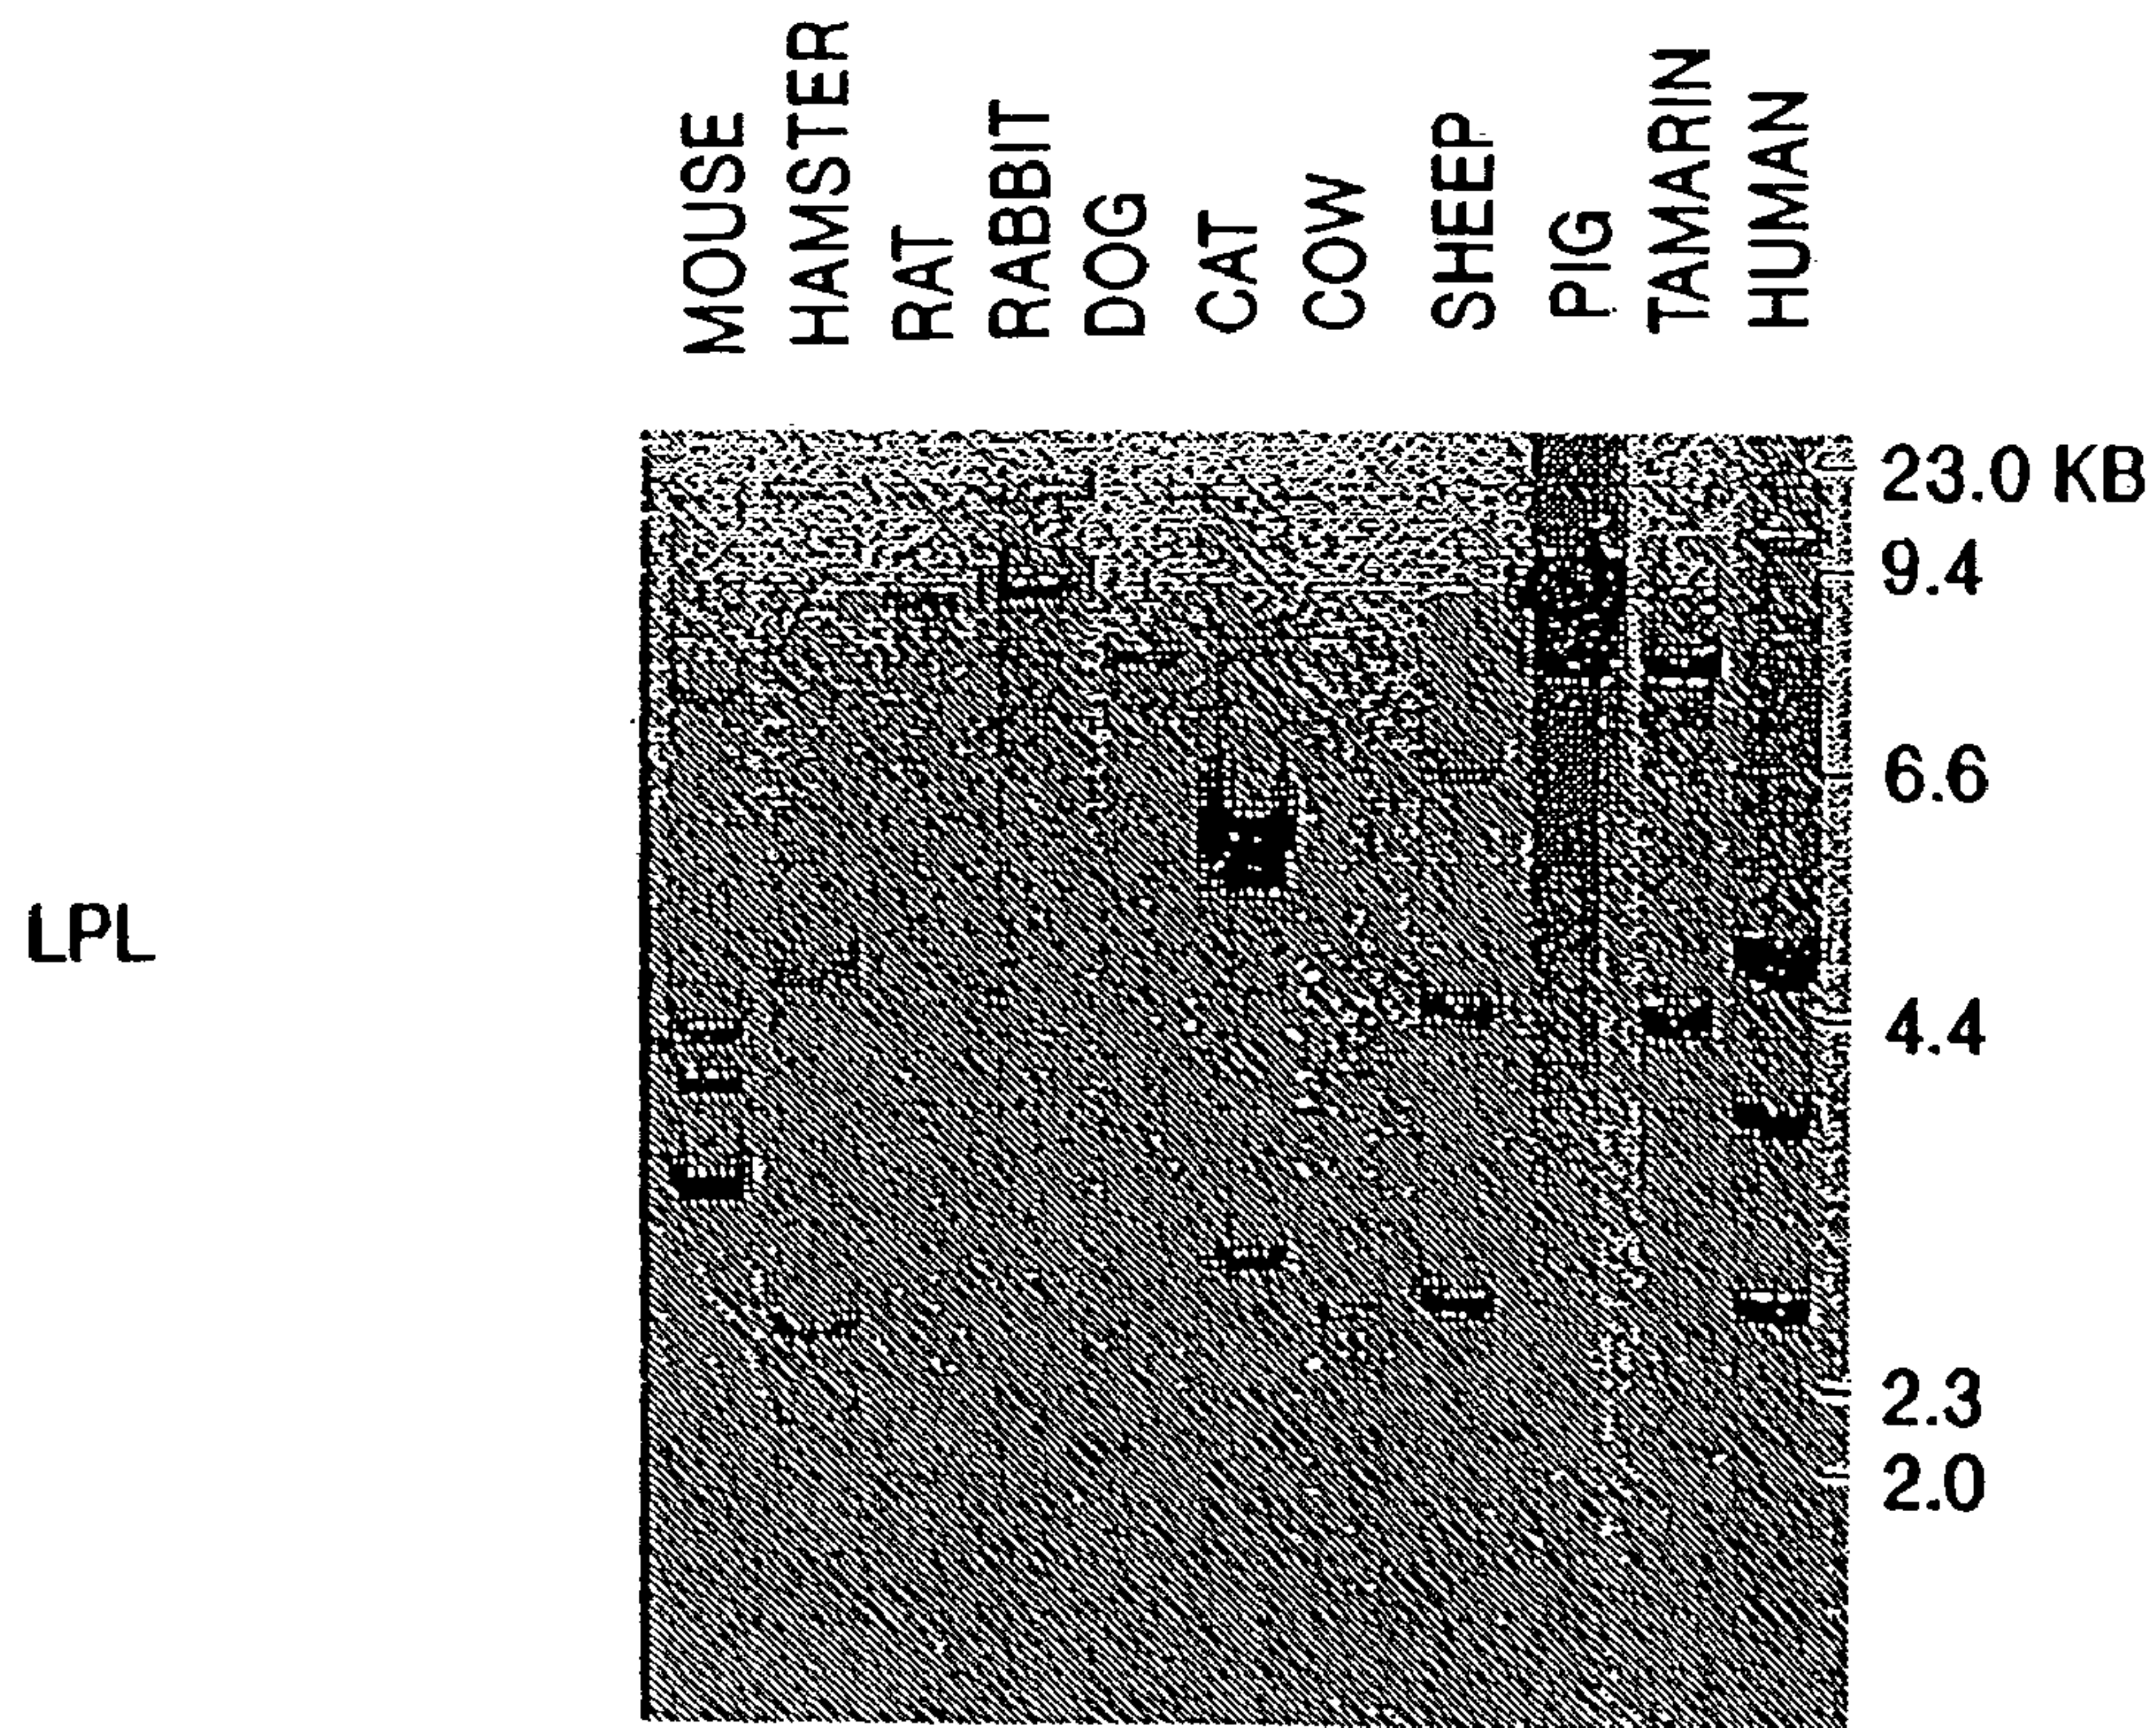 MOUSE
HAMSTER
RAT
RABBIT
DOG
CAT
COW
SHEEP
PIG
TAMARIN
HUMAN
23.0 KB
9.4
6.6
LPL
4.4
2.3
2.0